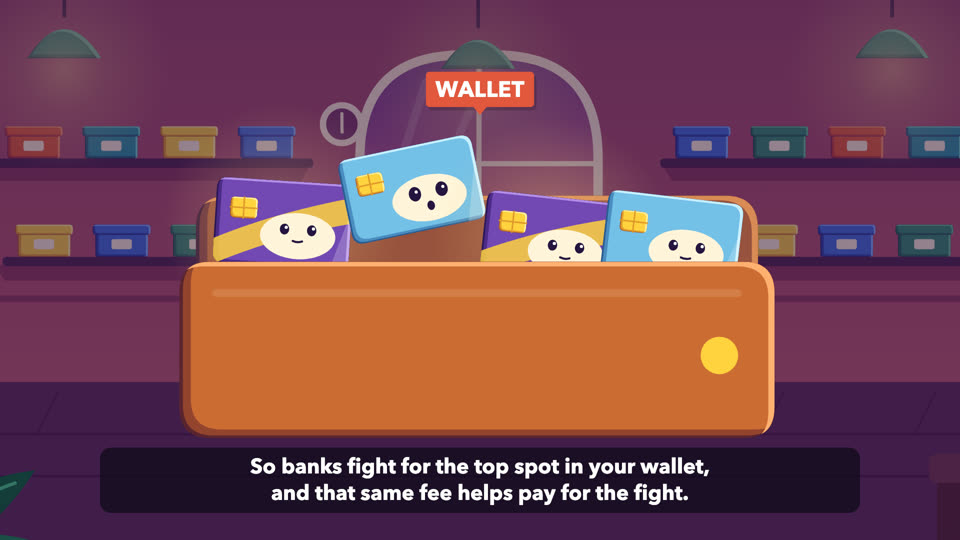 WALLET
So banks fight for the top spot in your wallet,
and that same fee helps pay for the fight.